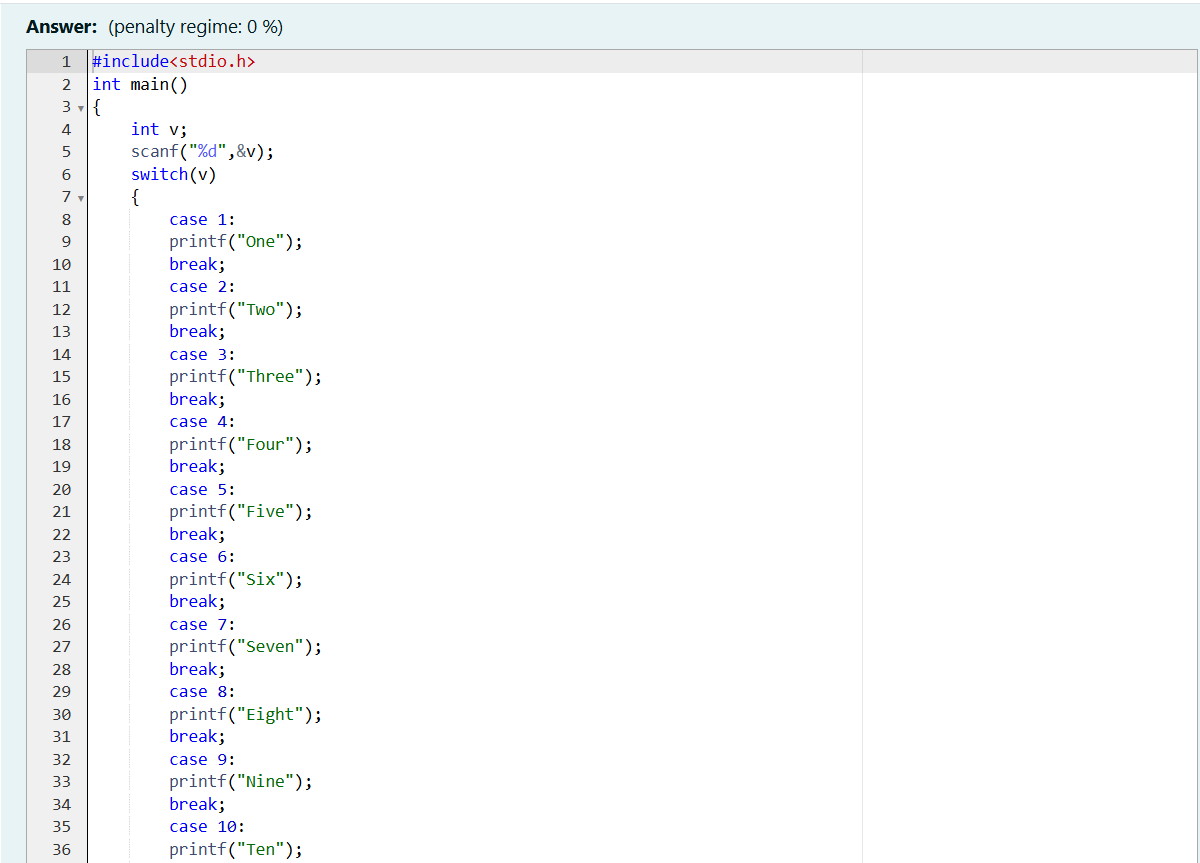 Answer: (penalty regime: 0 %)
1 #include<stdio.h>
2 int main()
3 {
4     int v;
5     scanf("%d",&v);
6     switch(v)
7     {
8         case 1:
9         printf("One");
10         break;
11         case 2:
12         printf("Two");
13         break;
14         case 3:
15         printf("Three");
16         break;
17         case 4:
18         printf("Four");
19         break;
20         case 5:
21         printf("Five");
22         break;
23         case 6:
24         printf("Six");
25         break;
26         case 7:
27         printf("Seven");
28         break;
29         case 8:
30         printf("Eight");
31         break;
32         case 9:
33         printf("Nine");
34         break;
35         case 10:
36         printf("Ten");